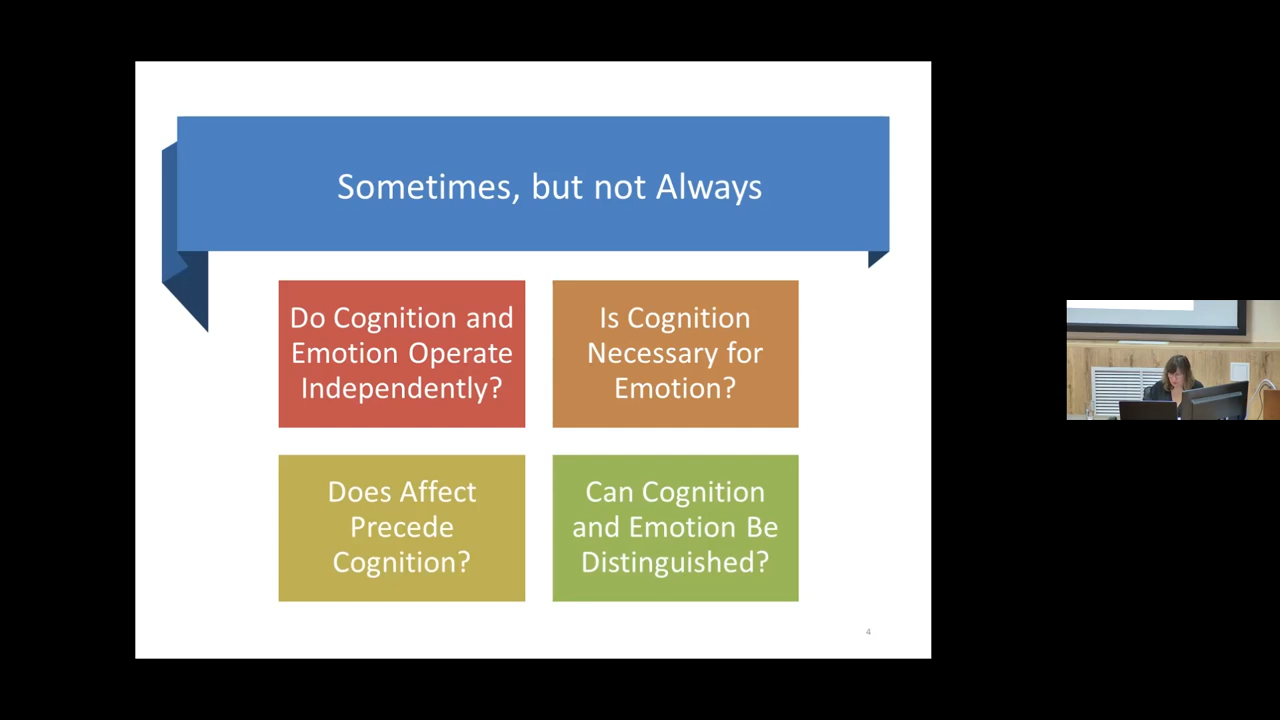 Sometimes, but not Always
Do Cognition and
Emotion Operate
Independently?
Is Cognition
Necessary for
Emotion?
Does Affect
Precede
Cognition?
Can Cognition
and Emotion Be
Distinguished?
4